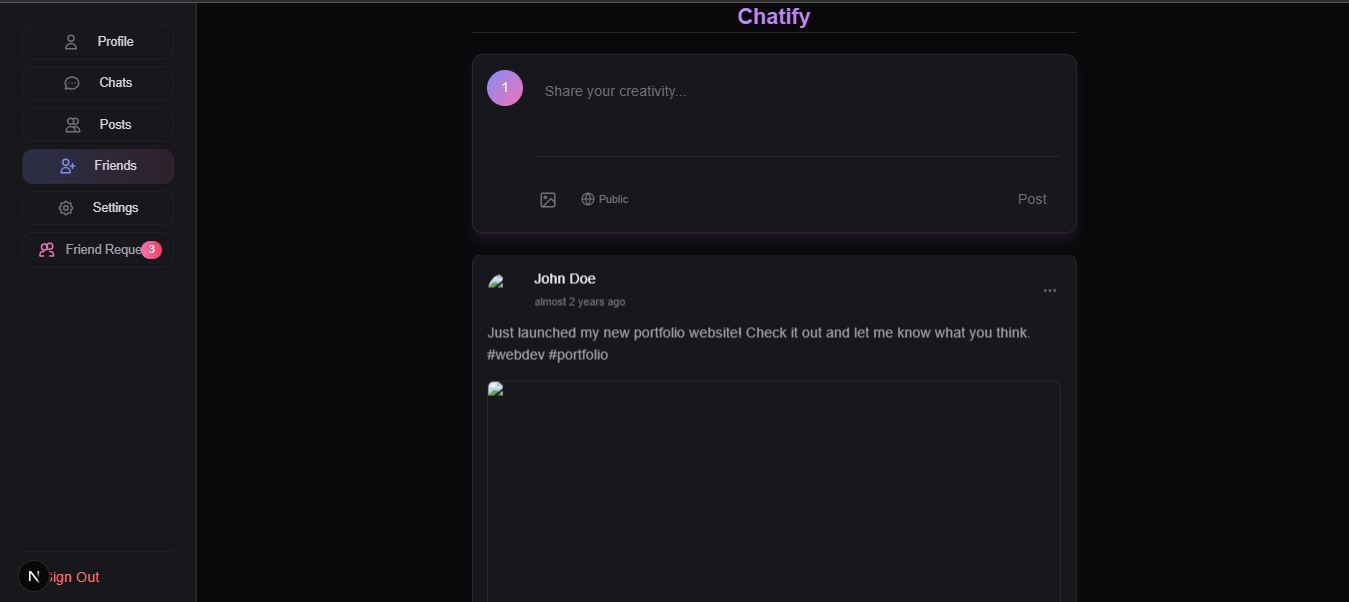 Profile
Chats
Posts
Friends
Settings
Friend Reque 3
N
ign Out
Chatify
1
Share your creativity...
Public
Post
John Doe
almost 2 years ago
Just launched my new portfolio website! Check it out and let me know what you think.
#webdev #portfolio